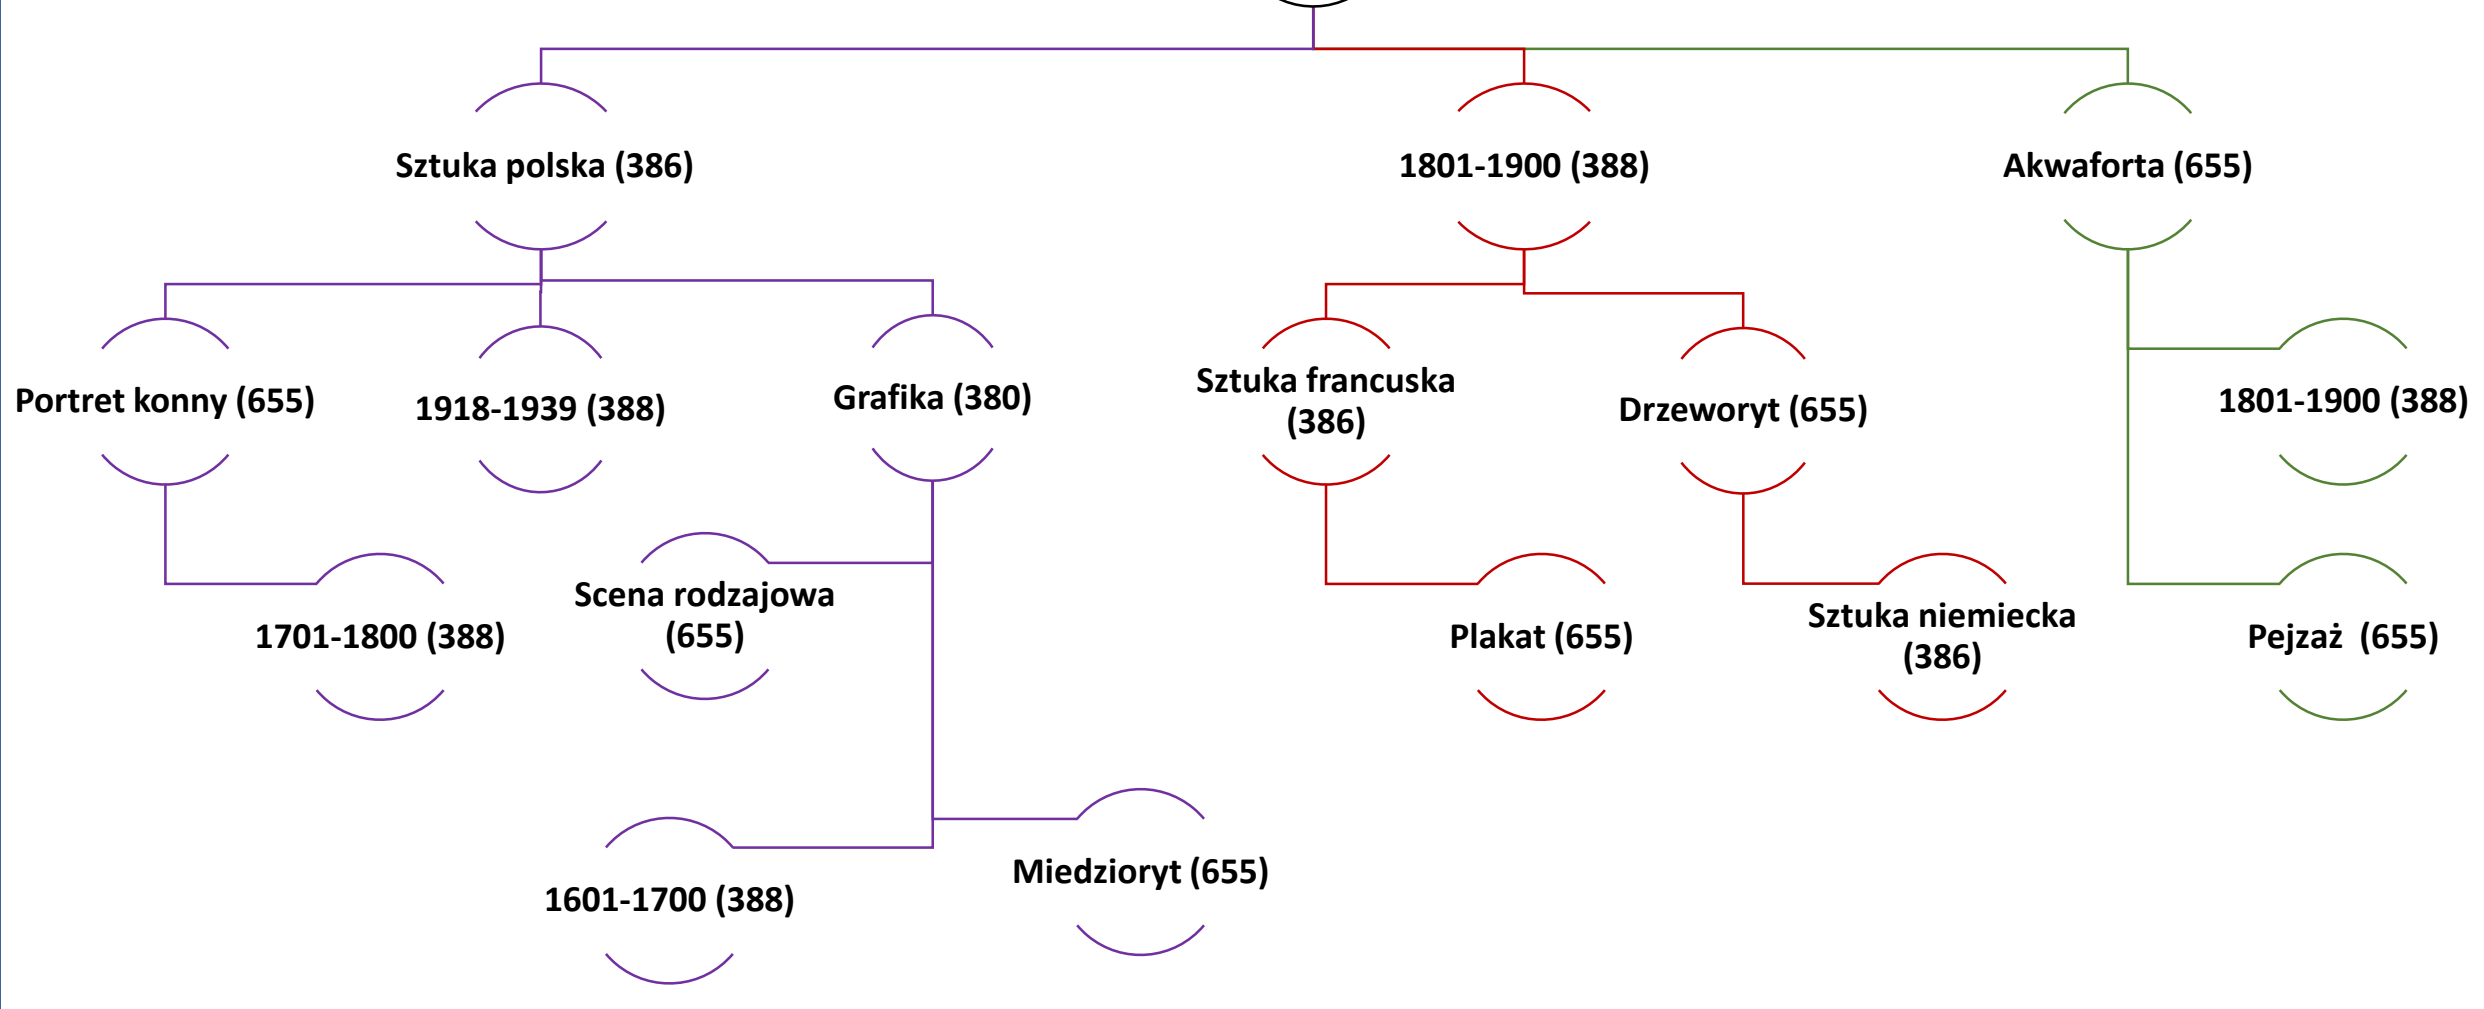 Sztuka polska (386)
1801-1900 (388)
Akwaforta (655)
Portret konny (655)
1918-1939 (388)
Grafika (380)
Sztuka francuska
(386)
Drzeworyt (655)
1801-1900 (388)
1701-1800 (388)
Scena rodzajowa
(655)
Plakat (655)
Sztuka niemiecka
(386)
Pejzaż (655)
1601-1700 (388)
Miedzioryt (655)